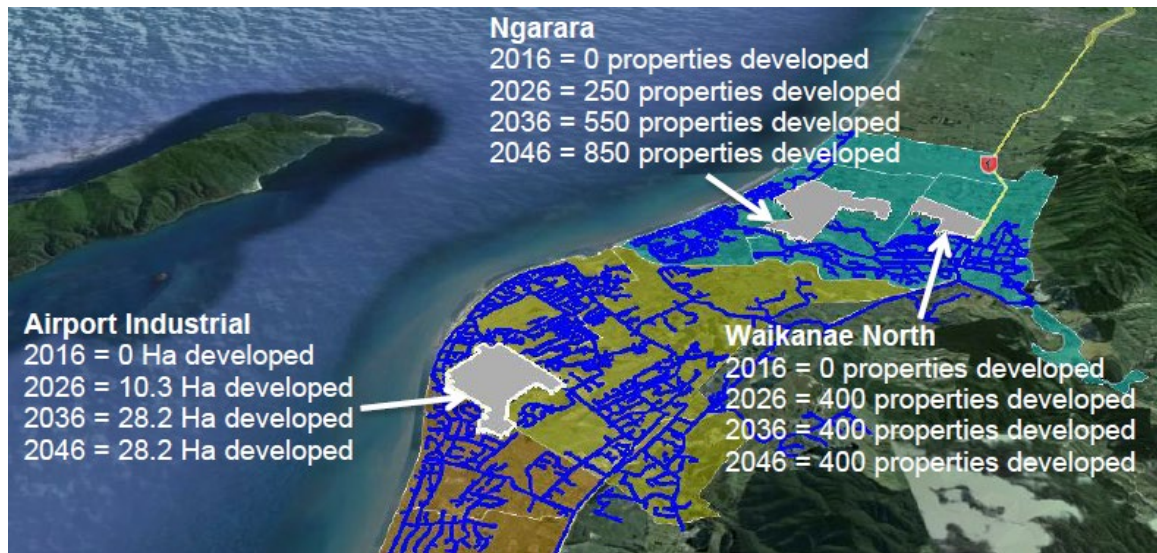 Ngarara
2016 = 0 properties developed
2026 = 250 properties developed
2036 = 550 properties developed
2046 = 850 properties developed
Airport Industrial
2016 = 0 Ha developed
2026 = 10.3 Ha developed
2036 = 28.2 Ha developed
2046 = 28.2 Ha developed
Waikanae North
2016 = 0 properties developed
2026 = 400 properties developed
2036 = 400 properties developed
2046 = 400 properties developed